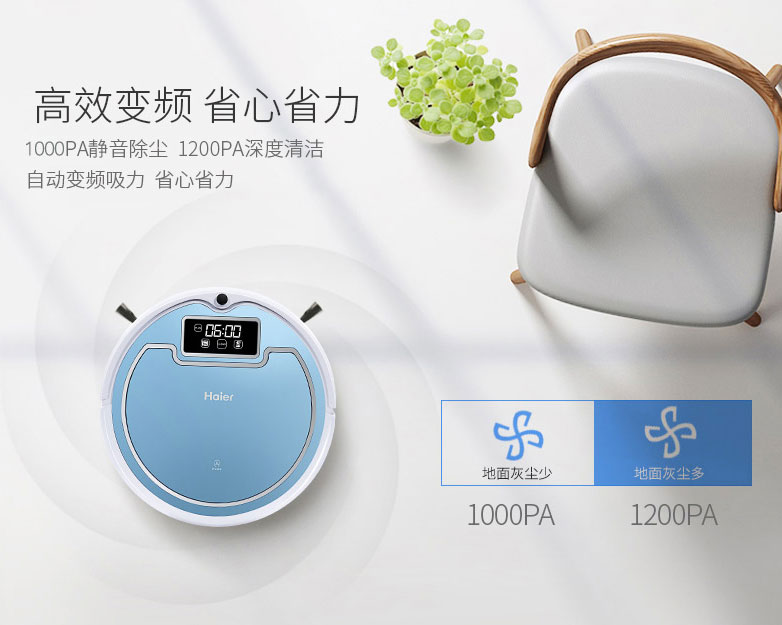 高效变频 省心省力
1000PA静音除尘 1200PA深度清洁
自动变频吸力 省心省力
06:00
Haier
地面灰尘少 地面灰尘多
1000PA 1200PA